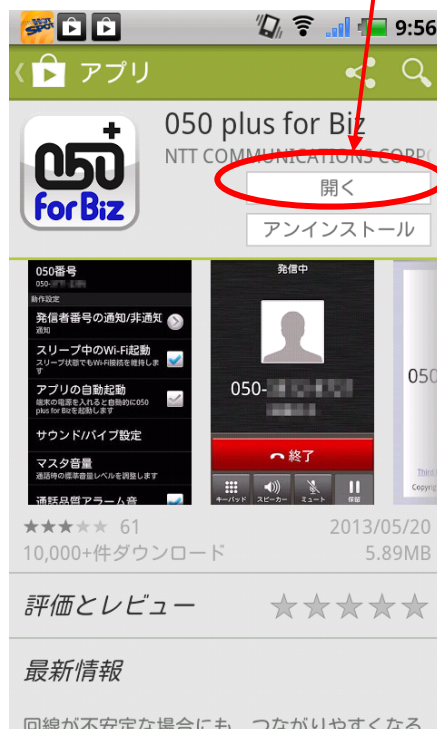 9:56
アプリ
050
for Biz
050 plus for Biz
NTT COMMUNICATIONS CORP
開く
アンインストール
050番号
050-
動作設定
発信者番号の通知/非通知
通知
スリープ中のWi-Fi起動
スリープ状態でもWi-Fi接続を維持しま
す
アプリの自動起動
端末の電源を入れると自動的に050
plus for Bizを起動します
サウンド/バイブ設定
マスタ音量
通話時の標準音量レベルを調整します
通話品質アラーム音
発信中
050-
終了
キーパッド
スピーカー
ミュート
保留
050
Third
Copyrig
61
2013/05/20
10,000+件ダウンロード
5.89MB
評価とレビュー
最新情報
回線が不安定な場合にも、つながりやすくなる